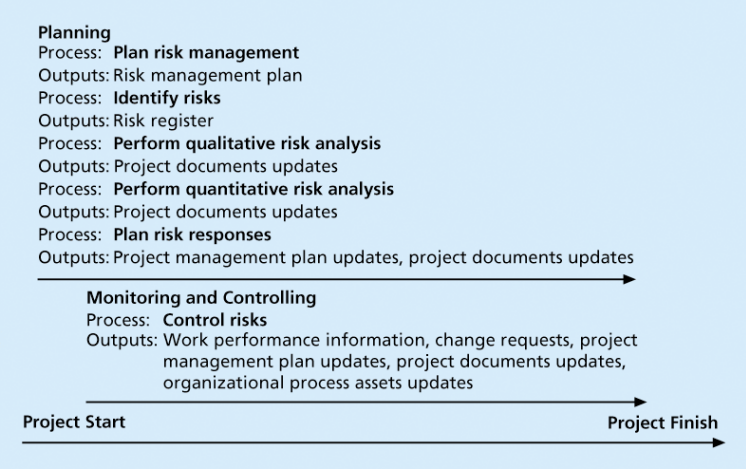 Planning
Process: Plan risk management
Outputs: Risk management plan
Process: Identify risks
Outputs: Risk register
Process: Perform qualitative risk analysis
Outputs: Project documents updates
Process: Perform quantitative risk analysis
Outputs: Project documents updates
Process: Plan risk responses
Outputs: Project management plan updates, project documents updates
Monitoring and Controlling
Process: Control risks
Outputs: Work performance information, change requests, project
management plan updates, project documents updates,
organizational process assets updates
Project Start Project Finish